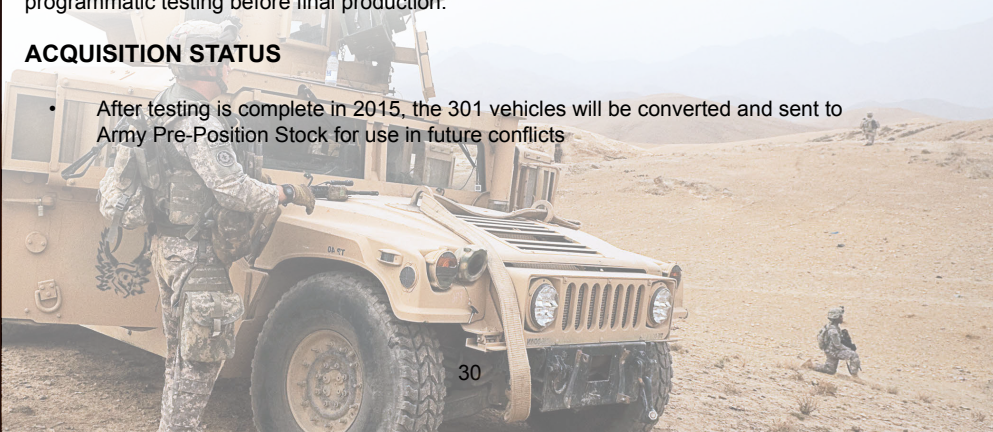 programmatic testing before final production.
ACQUISITION STATUS
• After testing is complete in 2015, the 301 vehicles will be converted and sent to
Army Pre-Position Stock for use in future conflicts
30